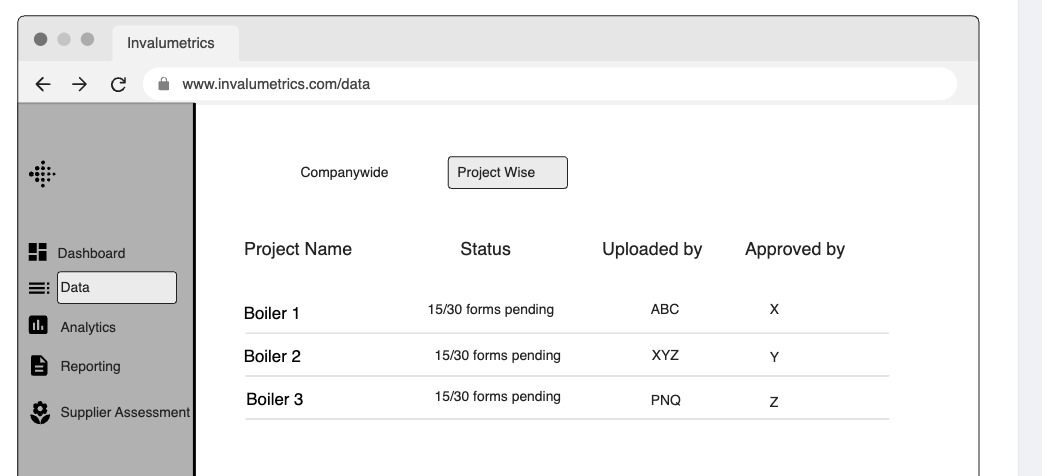 Invalumetrics
www.invalumetrics.com/data
Companywide Project Wise
Dashboard
Data
Analytics
Reporting
Supplier Assessment
Project Name Status Uploaded by Approved by
Boiler 1 15/30 forms pending ABC X
Boiler 2 15/30 forms pending XYZ Y
Boiler 3 15/30 forms pending PNQ Z